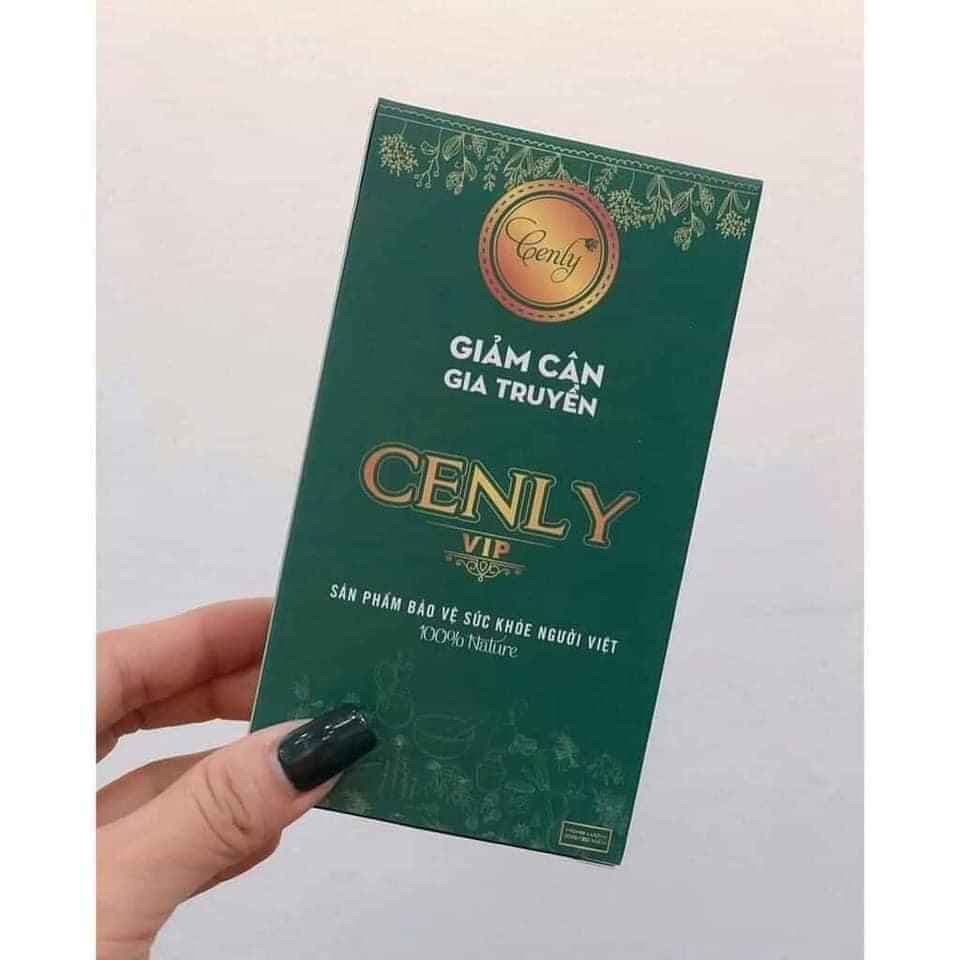 Cenly
GIẢM CÂN
GIA TRUYỀN
CENLY
VIP
SẢN PHẨM BẢO VỆ SỨC KHỎE NGƯỜI VIỆT
100% Nature